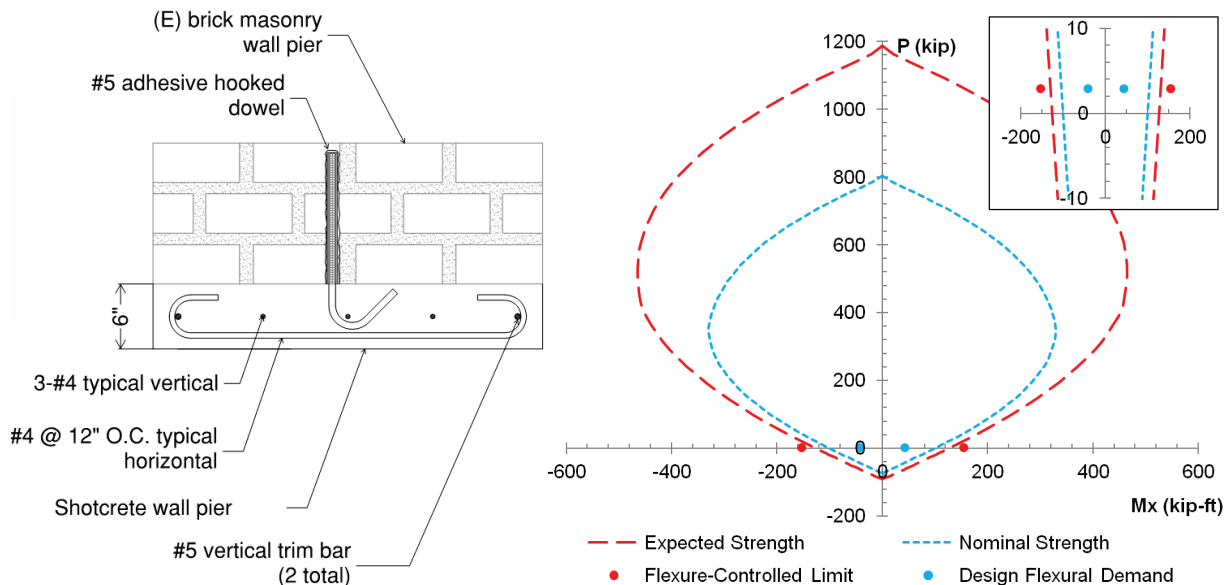 (E) brick masonry
wall pier
#5 adhesive hooked
dowel
6"
3-#4 typical vertical
#4 @ 12" O.C. typical
horizontal
Shotcrete wall pier
#5 vertical trim bar
(2 total)
P (kip)
1200
1000
800
600
400
200
0
-200
-600
-400
-200
0
200
400
600
Mx (kip-ft)
10
0
-10
-200
0
200
Expected Strength
Nominal Strength
Flexure-Controlled Limit
Design Flexural Demand